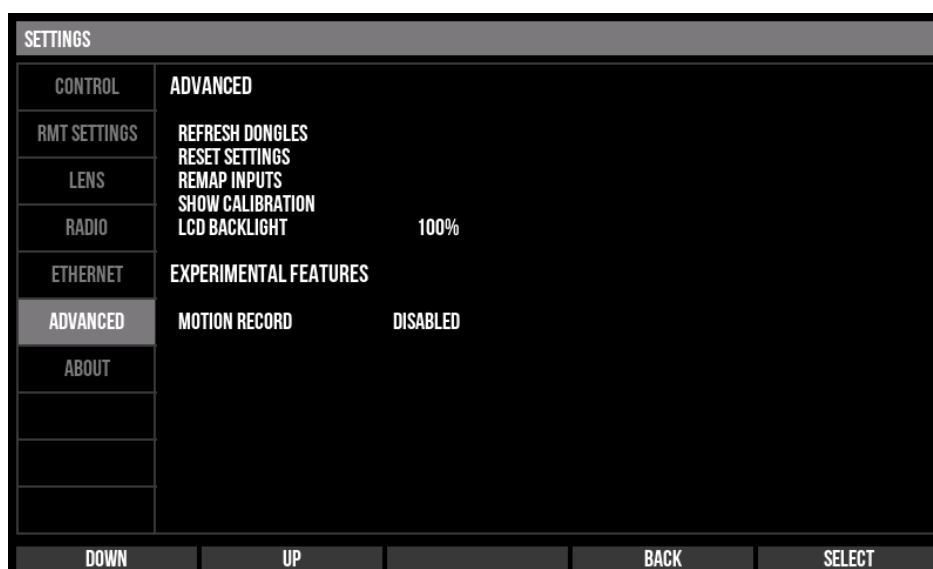 SETTINGS
CONTROL
RMT SETTINGS
LENS
RADIO
ETHERNET
ADVANCED
ABOUT
ADVANCED
REFRESH DONGLES
RESET SETTINGS
REMAP INPUTS
SHOW CALIBRATION
LCD BACKLIGHT 100%
EXPERIMENTAL FEATURES
MOTION RECORD DISABLED
DOWN UP BACK SELECT